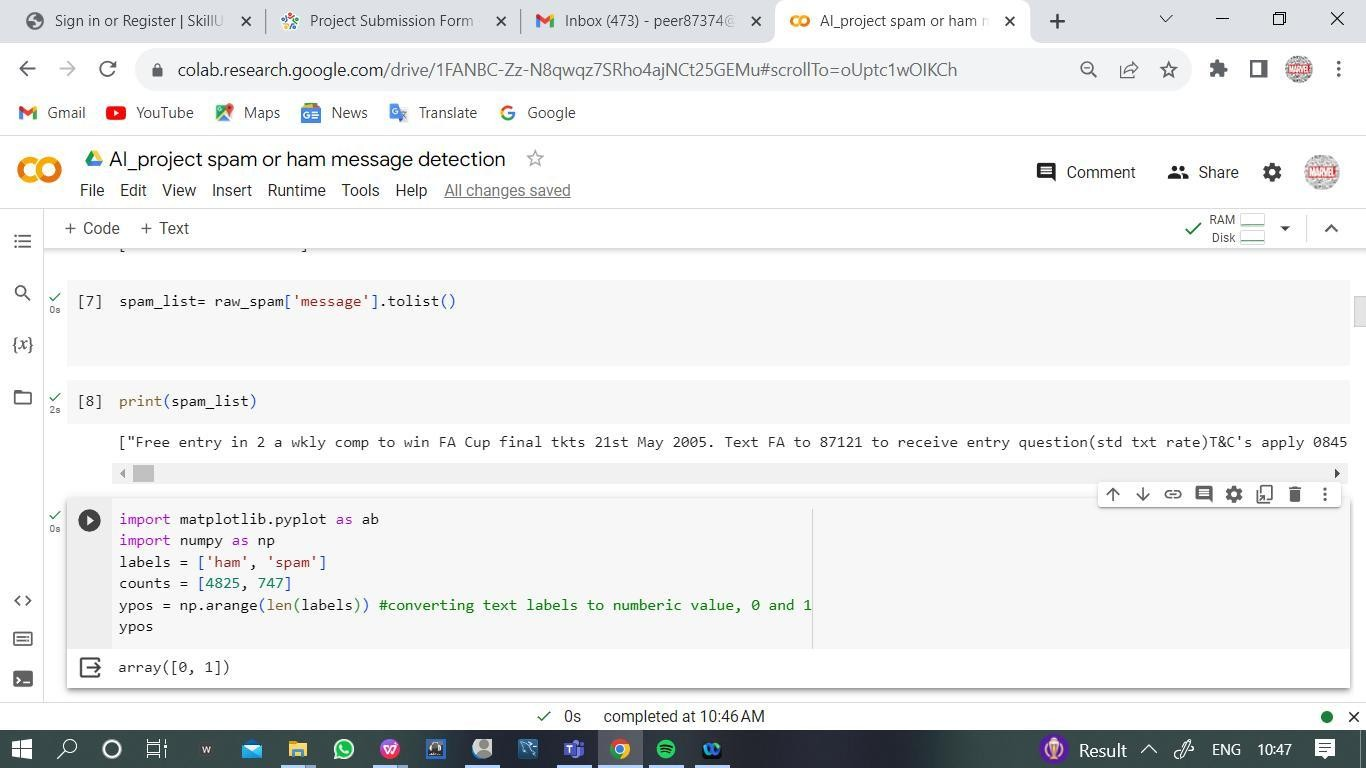 Sign in or Register | SkillU
Project Submission Form
Inbox (473) - peer87374@
AI_project spam or ham m
colab.research.google.com/drive/1FANBC-Zz-N8qwqz7SRho4ajNCt25GEMu#scrollTo=oUptc1wOIKCh
Gmail
YouTube
Maps
News
Translate
Google
AI_project spam or ham message detection
File Edit View Insert Runtime Tools Help All changes saved
Comment
Share
MARVEL
+ Code + Text
RAM
Disk
[7] spam_list= raw_spam['message'].tolist()
0s
{x}
[8] print(spam_list)
2s
["Free entry in 2 a wkly comp to win FA Cup final tkts 21st May 2005. Text FA to 87121 to receive entry question(std txt rate)T&C's apply 0845
0s
import matplotlib.pyplot as ab
import numpy as np
labels = ['ham', 'spam']
counts = [4825, 747]
ypos = np.arange(len(labels)) #converting text labels to numberic value, 0 and 1
ypos
array([0, 1])
0s completed at 10:46 AM
W
Result
ENG
10:47